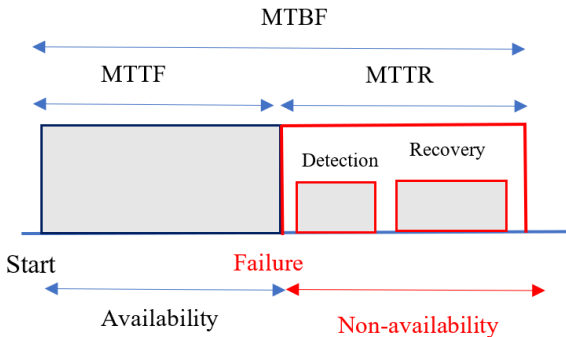 MTBF
MTTF
MTTR
Detection
Recovery
Start
Failure
Availability
Non-availability